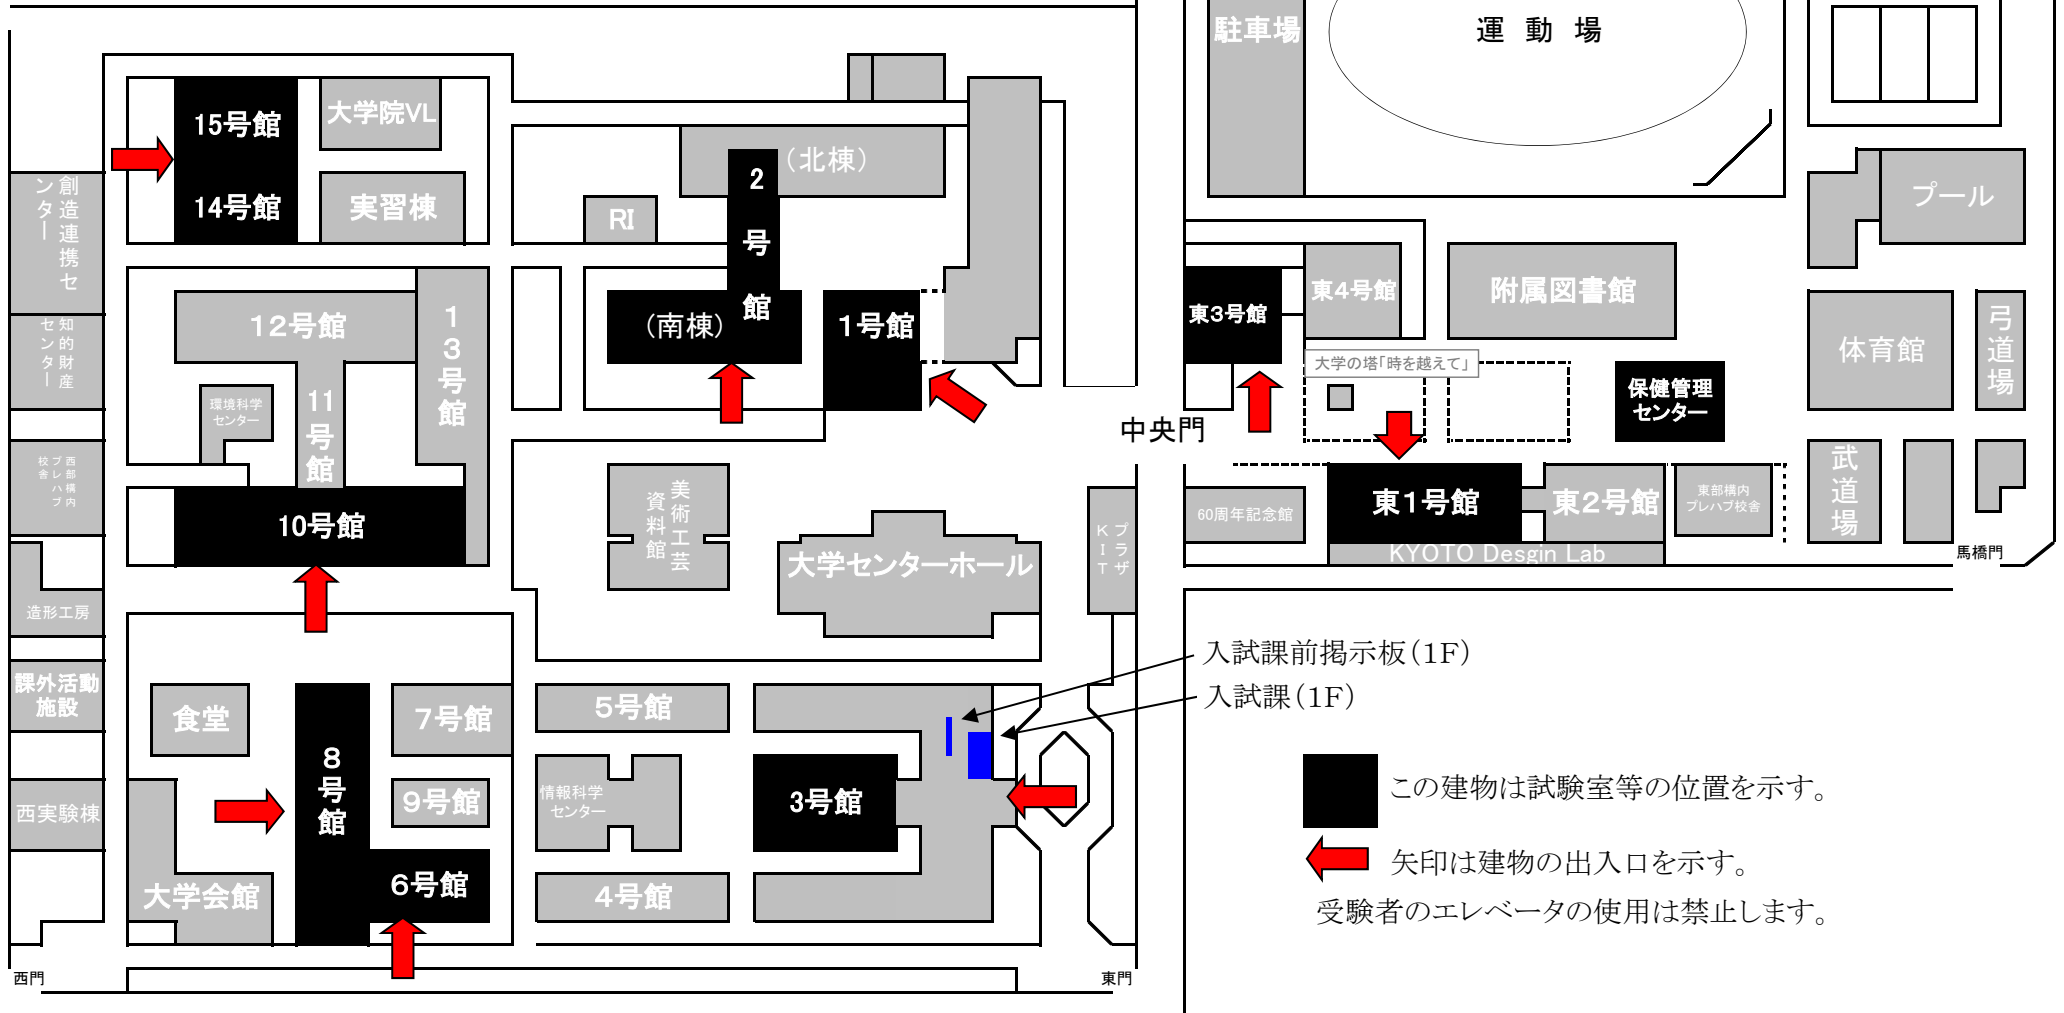 駐車場
運動場
15号館
14号館
大学院VL
実習棟
創造連携セ
ンター
知的財産
センター
西部構内
プレハブ
校舎
造形工房
課外活動
施設
西実験棟
12号館
13号館
環境科学
センター
11号館
10号館
RI
2号館
(北棟)
(南棟)
1号館
中央門
東3号館
東4号館
附属図書館
大学の塔「時を越えて」
保健管理
センター
プール
体育館
弓道場
武道場
60周年記念館
東1号館
東2号館
東部構内
プレハブ校舎
KYOTO Desgin Lab
馬橋門
美術工芸
資料館
大学センターホール
プラザ
KIT
食堂
8号館
7号館
9号館
6号館
大学会館
5号館
情報科学
センター
4号館
3号館
入試課前掲示板(1F)
入試課(1F)
この建物は試験室等の位置を示す。
矢印は建物の出入口を示す。
受験者のエレベータの使用は禁止します。
西門
東門